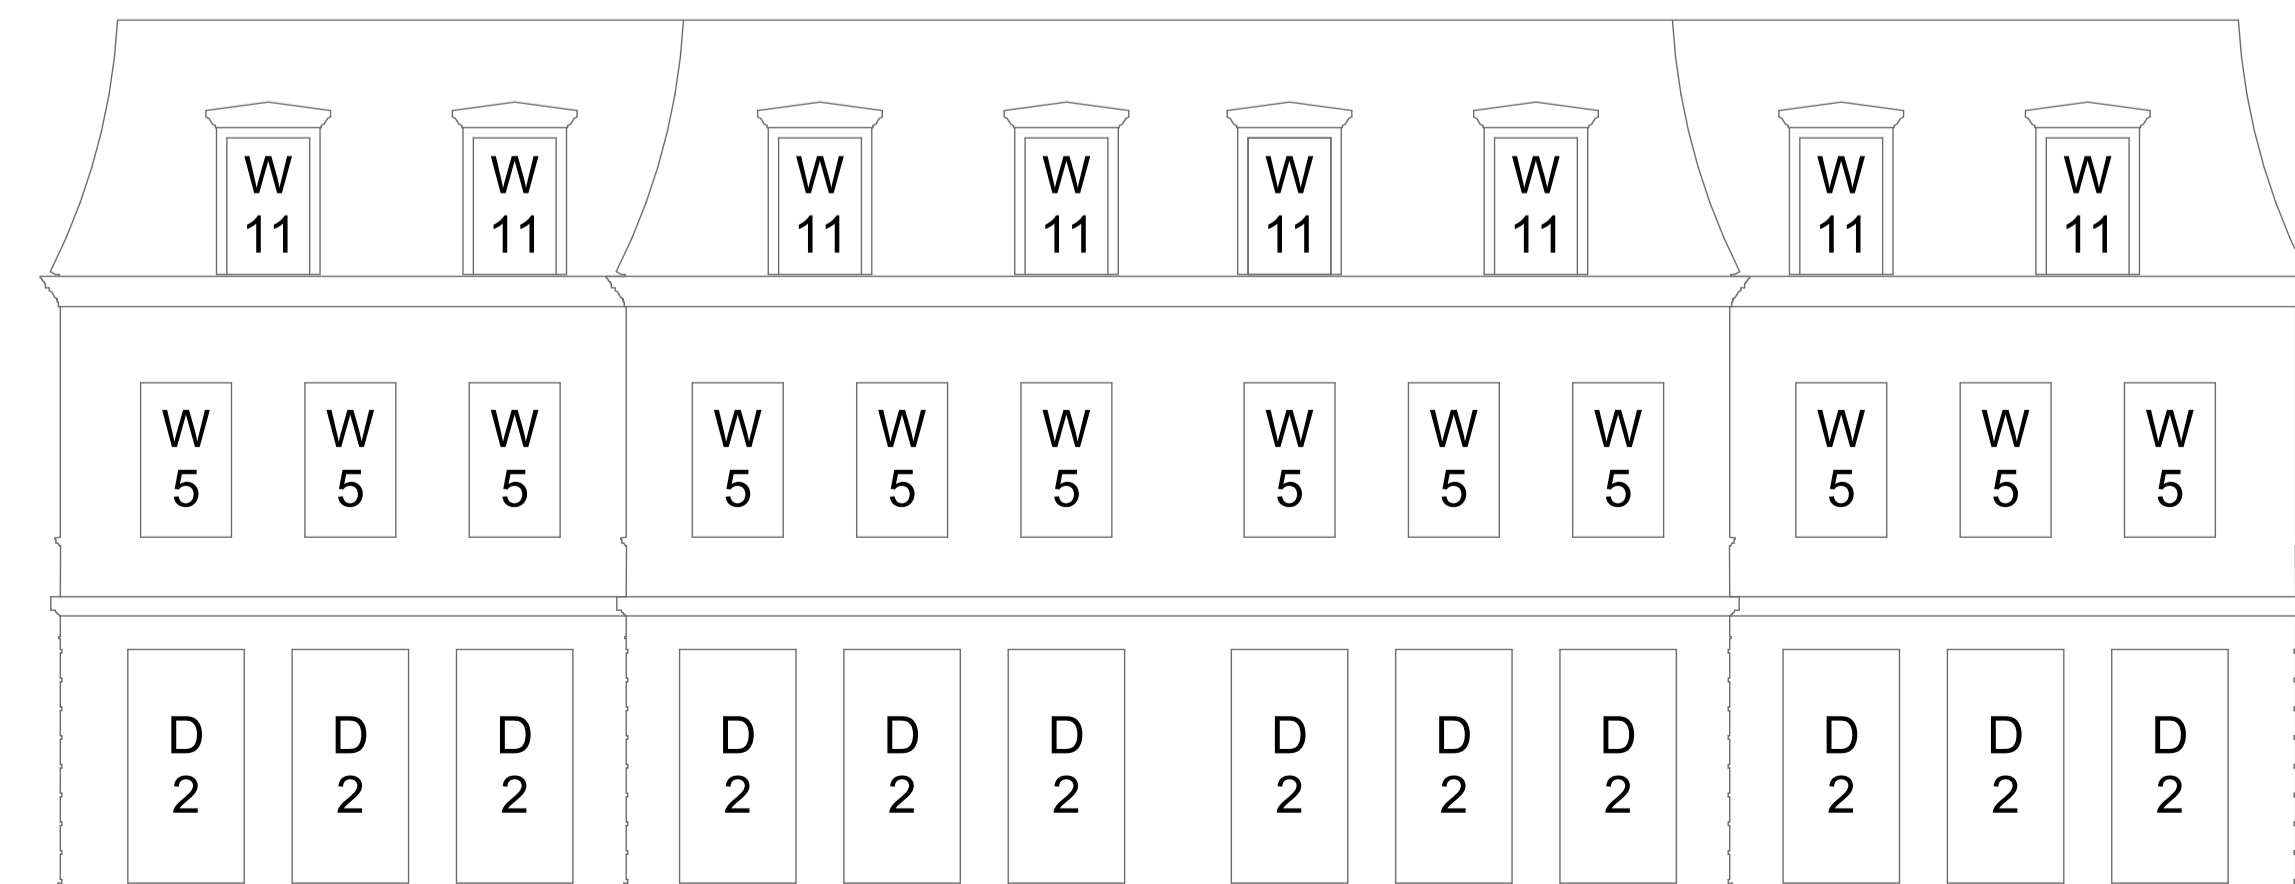 W W W W W W W W
11 11 11 11 11 11 11 11
W W W W W W W W W W W W
5 5 5 5 5 5 5 5 5 5 5 5
D D D D D D D D D D D D
2 2 2 2 2 2 2 2 2 2 2 2